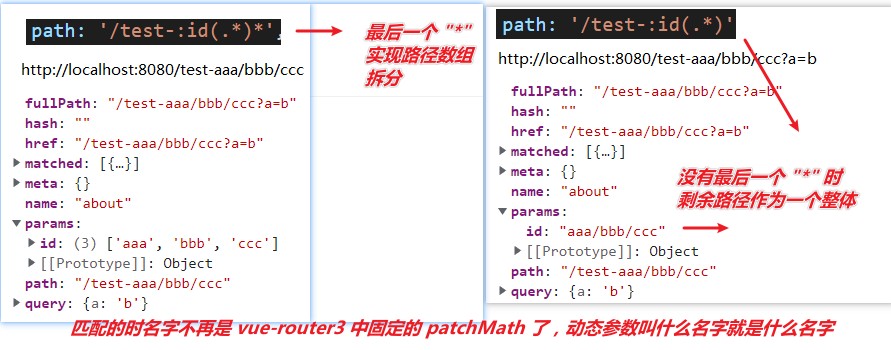 path: '/test-:id(.*)*',
最后一个 "*"
实现路径数组
拆分
http://localhost:8080/test-aaa/bbb/ccc
fullPath: "/test-aaa/bbb/ccc?a=b"
hash: ""
href: "/test-aaa/bbb/ccc?a=b"
matched: [{…}]
meta: {}
name: "about"
params:
id: (3) ['aaa', 'bbb', 'ccc']
[[Prototype]]: Object
path: "/test-aaa/bbb/ccc"
query: {a: 'b'}
path: '/test-:id(.*)'
http://localhost:8080/test-aaa/bbb/ccc?a=b
fullPath: "/test-aaa/bbb/ccc?a=b"
hash: ""
href: "/test-aaa/bbb/ccc?a=b"
matched: [{…}]
meta: {}
name: "about"
params:
id: "aaa/bbb/ccc"
[[Prototype]]: Object
path: "/test-aaa/bbb/ccc"
query: {a: 'b'}
没有最后一个 "*" 时
剩余路径作为一个整体
匹配的时名字不再是 vue-router3 中固定的 patchMath 了，动态参数叫什么名字就是什么名字